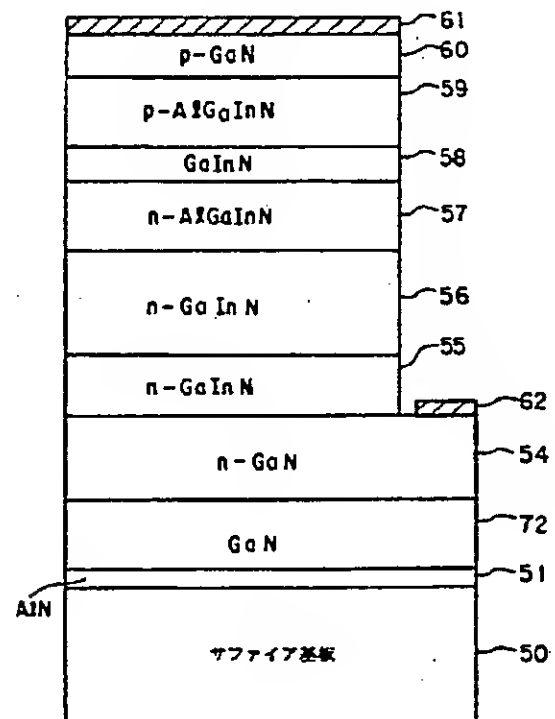 61
p-GaN
60
59
p-AlGaInN
GaInN
58
n-AlGaInN
57
n-GaInN
56
55
n-GaInN
62
n-GaN
54
GaN
72
51
AlN
サファイア基板
50